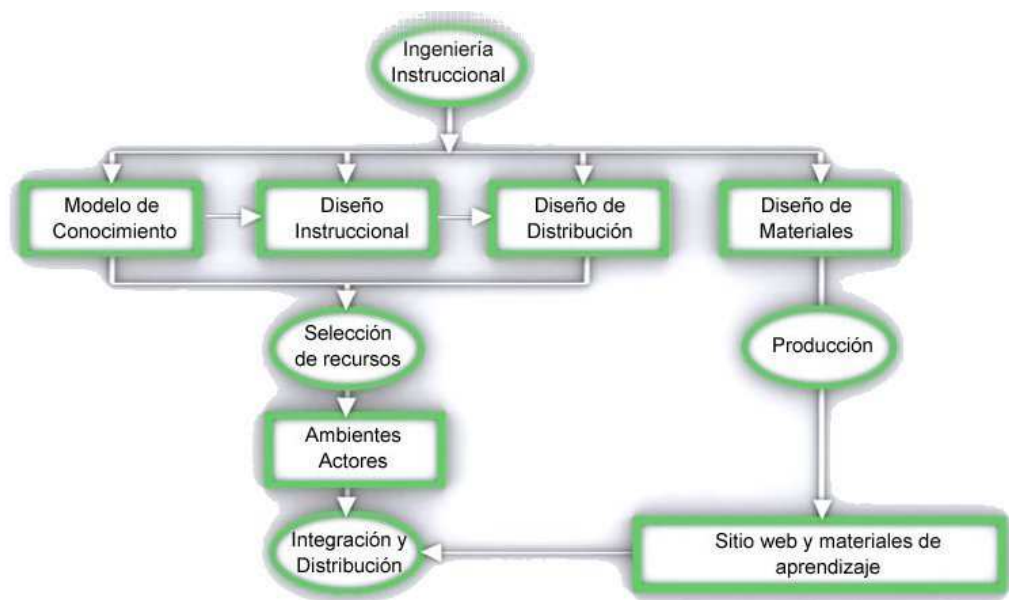 Ingeniería
Instruccional
Modelo de
Conocimiento
Diseño
Instruccional
Diseño de
Distribución
Diseño de
Materiales
Selección
de recursos
Producción
Ambientes
Actores
Integración y
Distribución
Sitio web y materiales de
aprendizaje